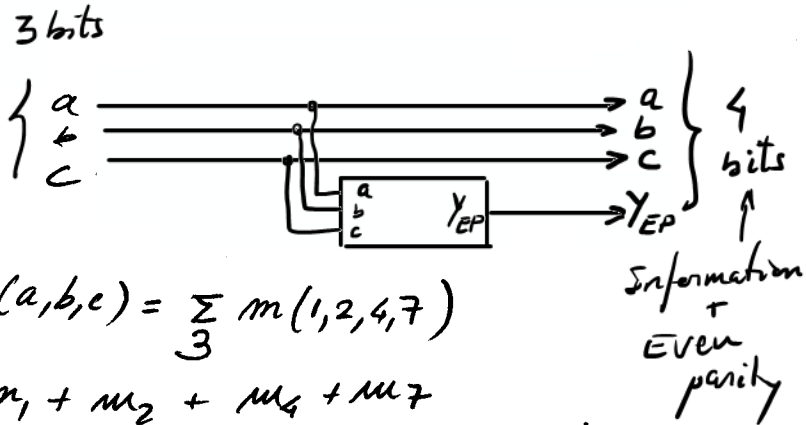 3 bits
a
b
c
a
b
c
Y_EP
a
b
c
Y_EP
4
bits
Information
+
Even
parity
(a,b,c) = Σ m(1,2,4,7)
3
m₁ + m₂ + m₄ + m7